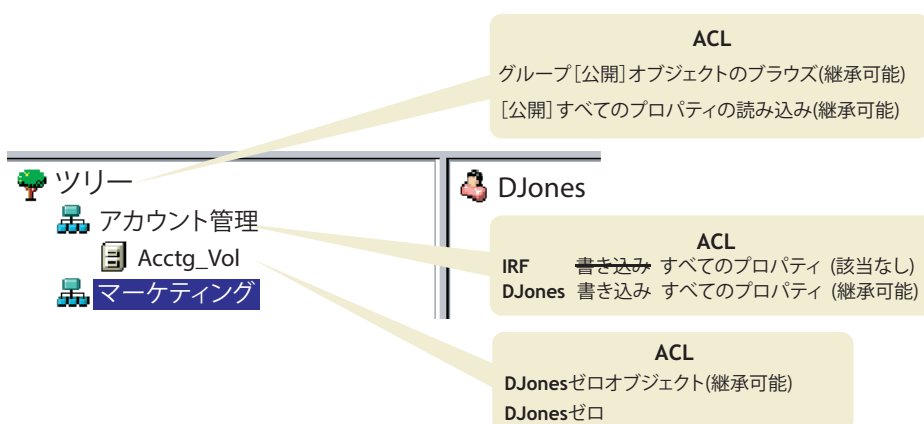 ACL
グループ[公開]オブジェクトのブラウズ(継承可能)
[公開]すべてのプロパティの読み込み(継承可能)
ツリー
アカウント管理
Acctg_Vol
マーケティング
DJones
ACL
IRF 書き込み すべてのプロパティ (該当なし)
DJones 書き込み すべてのプロパティ (継承可能)
ACL
DJonesゼロオブジェクト(継承可能)
DJonesゼロ